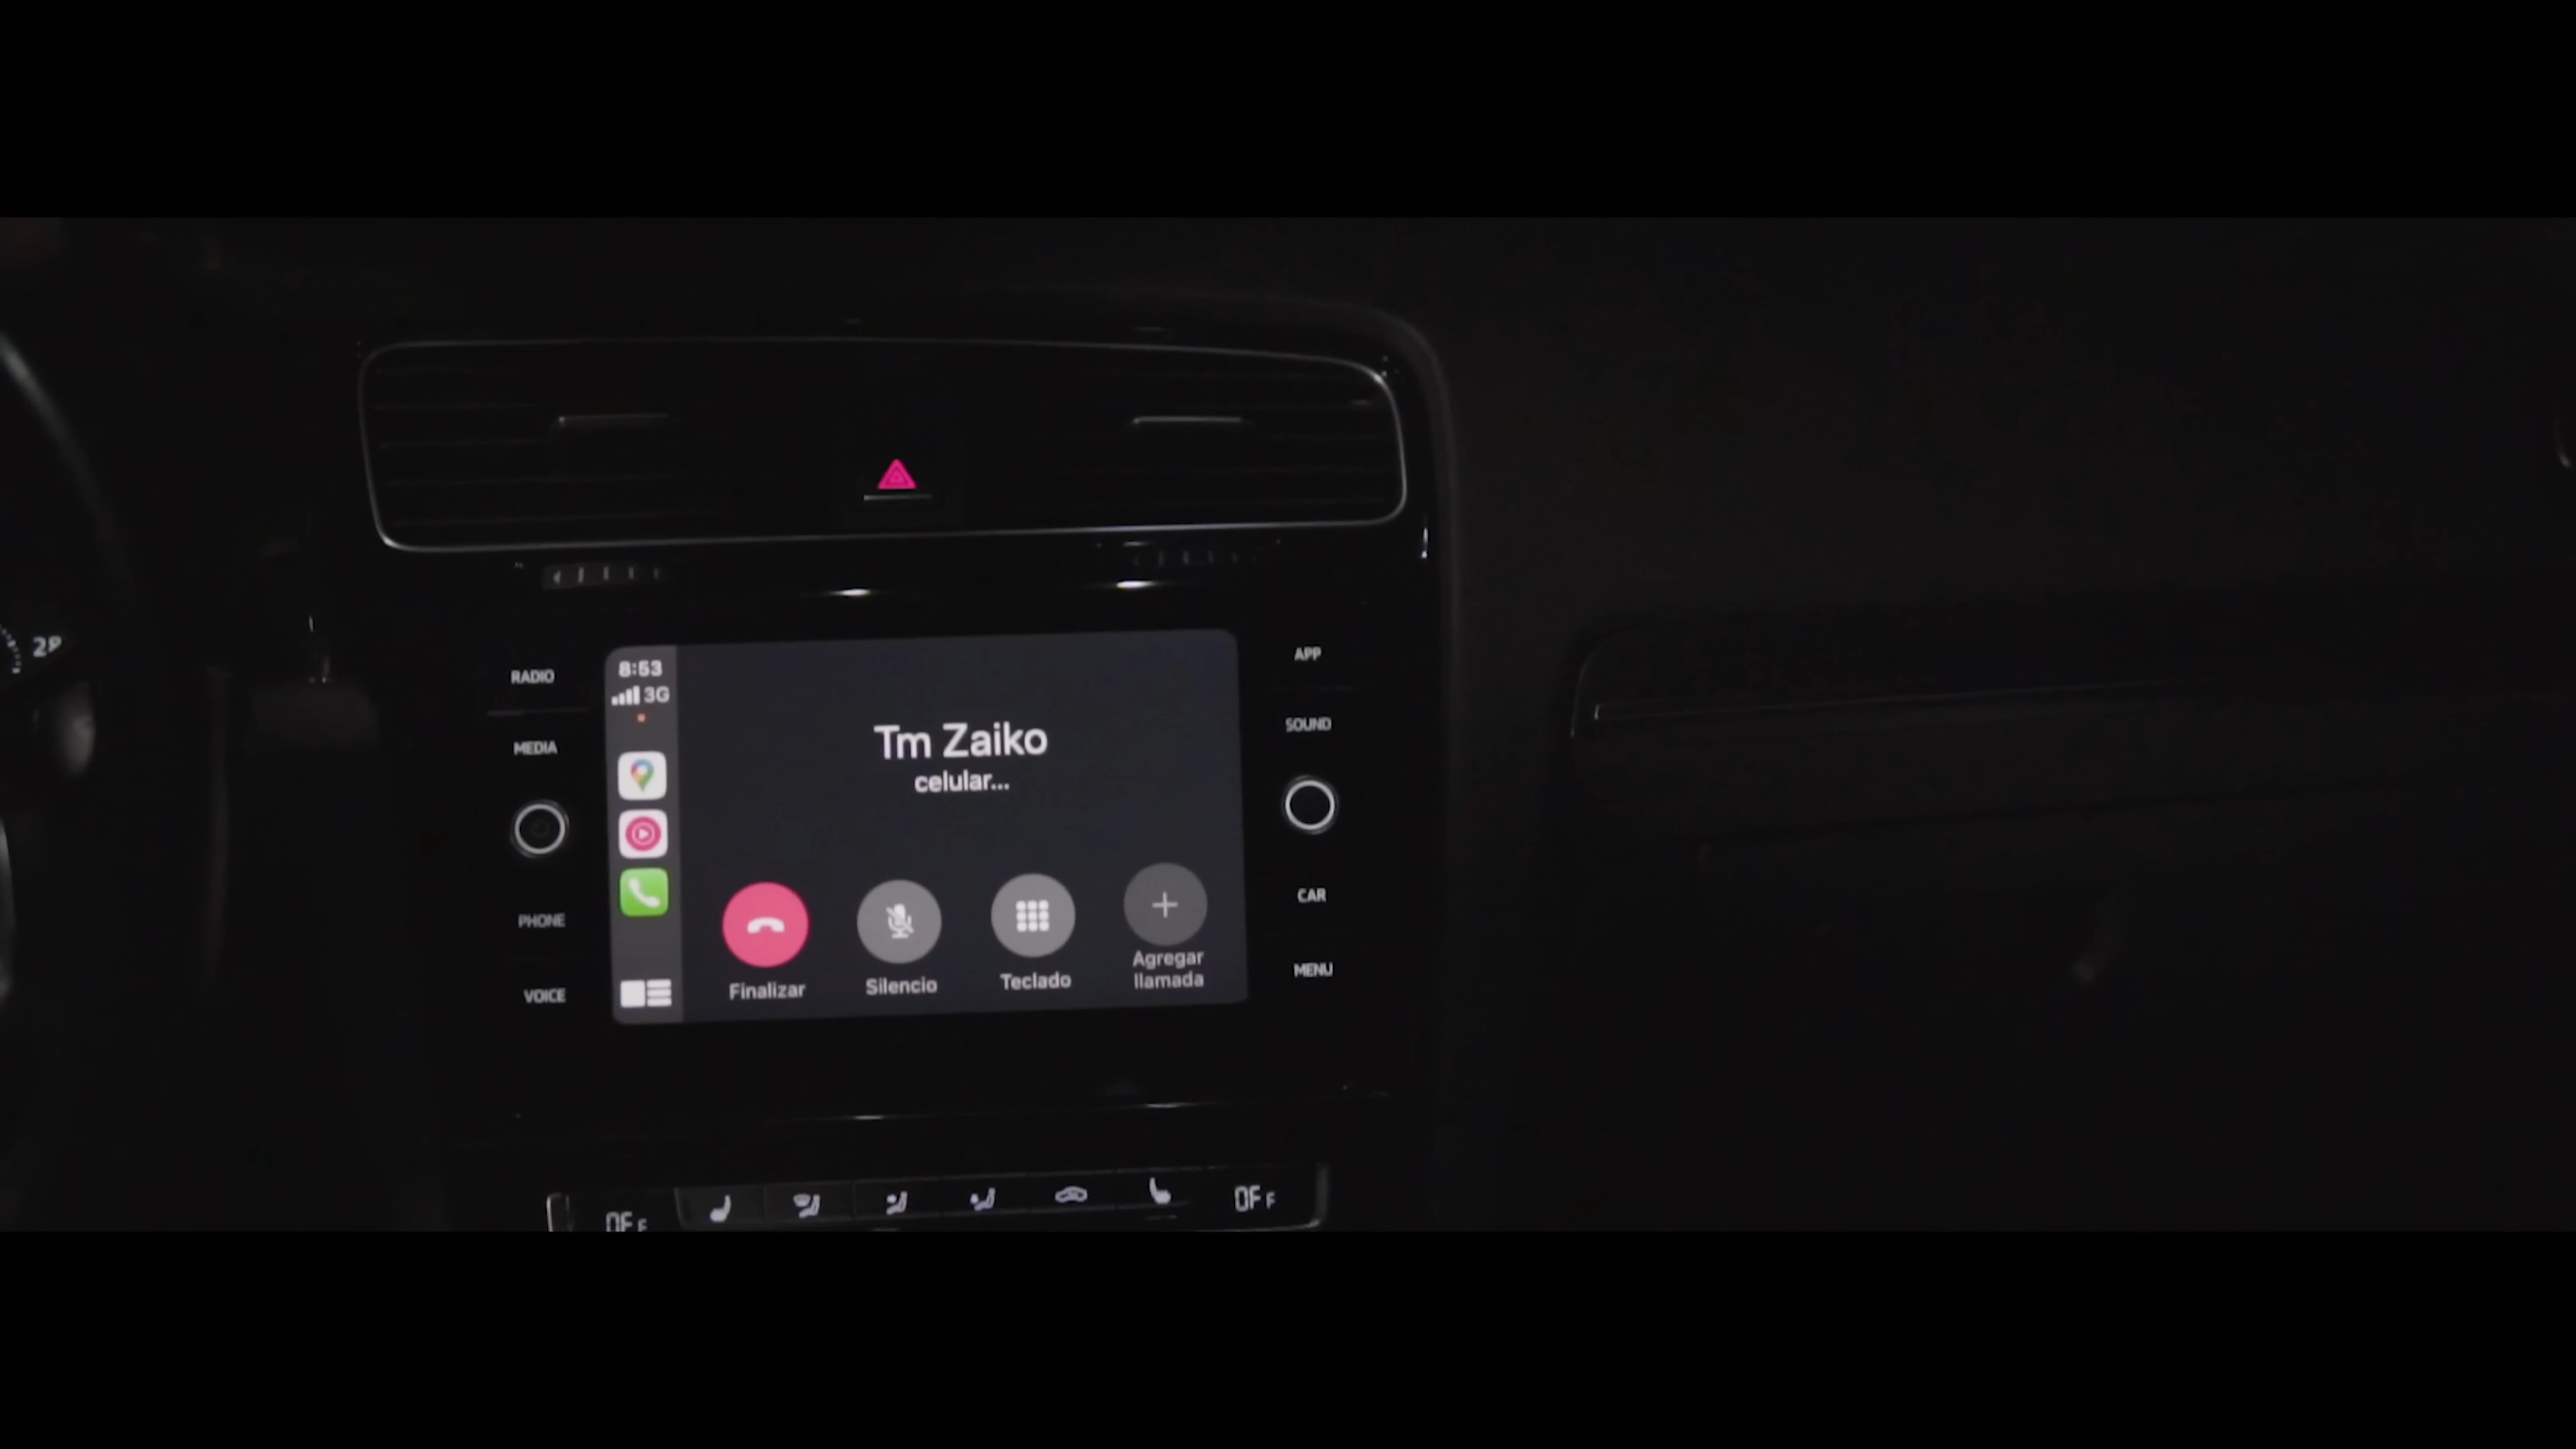 RADIO
MEDIA
PHONE
VOICE
8:53
3G
Tm Zaiko
celular...
Finalizar
Silencio
Teclado
Agregar
llamada
APP
SOUND
CAR
MENU
OFF
OFF